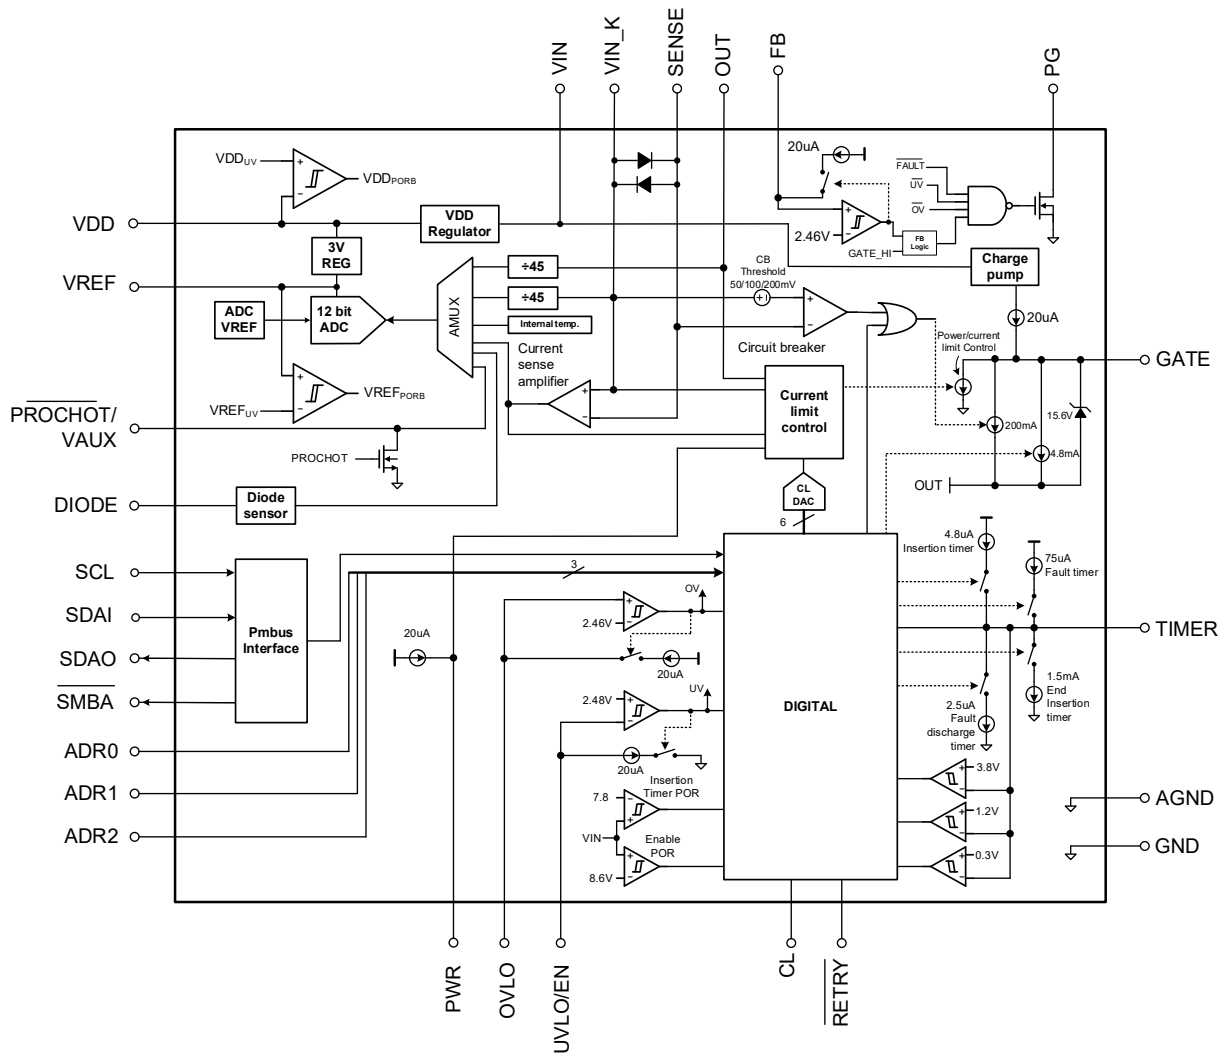 VIN
VIN_K
SENSE
OUT
FB
PG
VDD
VREF
PROCHOT/
VAUX
DIODE
SCL
SDAI
SDAO
SMBA
ADR0
ADR1
ADR2
VDDUV
VDDPORB
VDD
Regulator
3V
REG
ADC
VREF
12 bit
ADC
AMUX
÷45
÷45
Internal temp.
Current
sense
amplifier
VREFUV
VREFPORB
PROCHOT
Diode
sensor
20uA
2.46V
FAULT
UV
OV
GATE_HI
FB
Logic
Charge
pump
20uA
CB
Threshold
50/100/200mV
+
Circuit breaker
Power/current
limit Control
Current
limit
control
200mA
4.8mA
15.6V
OUT
GATE
CL
DAC
6
Pmbus
Interface
3
20uA
OV
2.46V
20uA
2.48V
UV
20uA
Insertion
Timer POR
7.8
VIN
Enable
POR
8.6V
DIGITAL
4.8uA
Insertion timer
75uA
Fault timer
TIMER
1.5mA
End
Insertion
timer
2.5uA
Fault
discharge
timer
3.8V
1.2V
0.3V
AGND
GND
PWR
OVLO
UVLO/EN
CL
RETRY